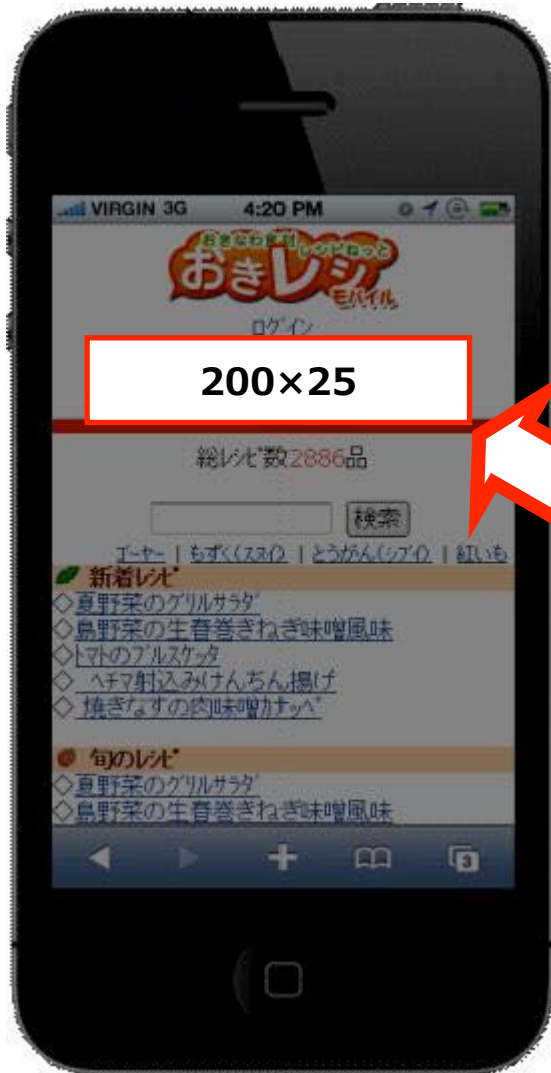 VIRGIN 3G 4:20 PM
おきなわ食材レシピねっと
おきレシ
モバイル
ログイン
200×25
総ﾚｼﾋﾟ数2886品
検索
ｺﾞｰﾔｰ | もずく(ｽﾇｲ) | とうがん(ｼﾌﾞｲ) | 紅いも
新着ﾚｼﾋﾟ
◇夏野菜のｸﾞﾘﾙｻﾗﾀﾞ
◇島野菜の生春巻きねぎ味噌風味
◇ﾄﾏﾄのﾌﾞﾙｽｹｯﾀ
◇ ﾍﾁﾏ射込みけんちん揚げ
◇ 焼きなすの肉味噌ｶﾅｯﾍﾟ
旬のﾚｼﾋﾟ
◇夏野菜のｸﾞﾘﾙｻﾗﾀﾞ
◇島野菜の生春巻きねぎ味噌風味
3